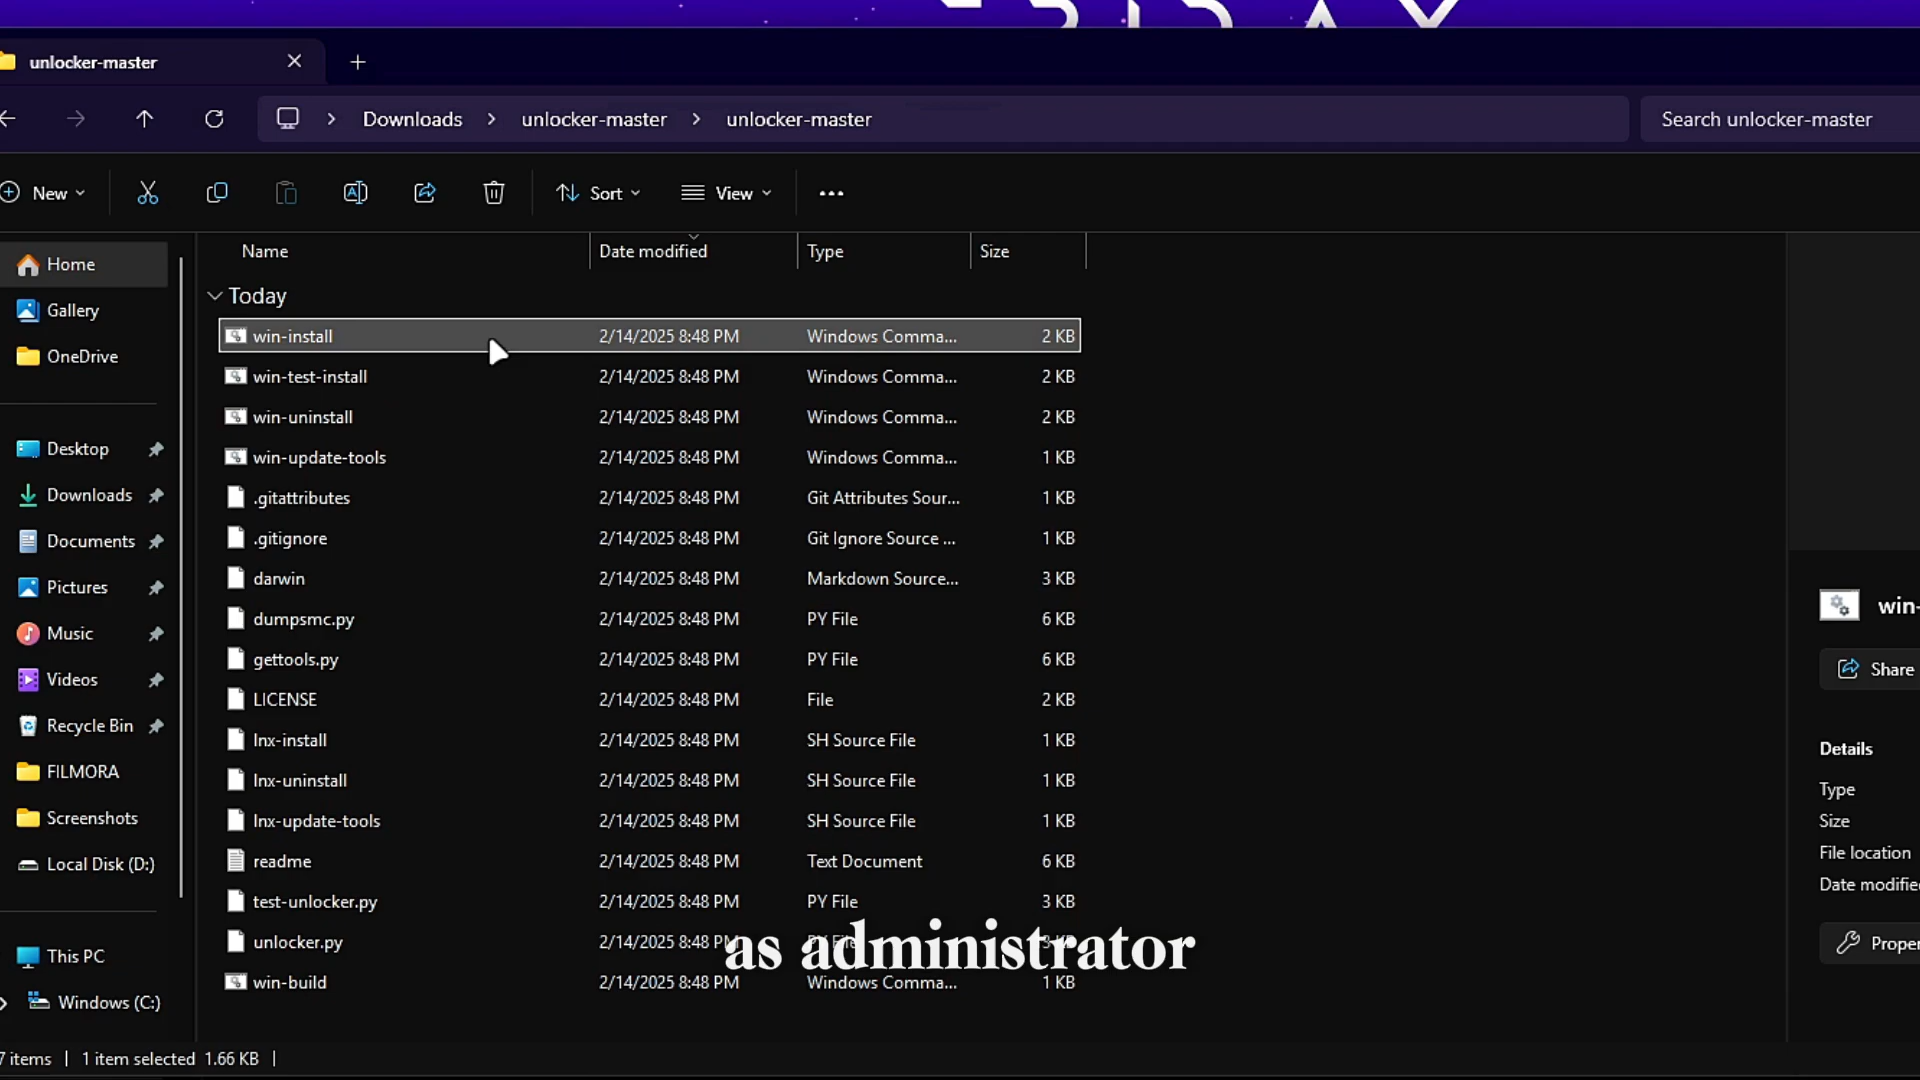 unlocker-master
Downloads > unlocker-master > unlocker-master
Search unlocker-master
New
Sort
View
Name Date modified Type Size
Home
Gallery
OneDrive
Desktop
Downloads
Documents
Pictures
Music
Videos
Recycle Bin
FILMORA
Screenshots
Local Disk (D:)
This PC
Windows (C:)
Today
win-install 2/14/2025 8:48 PM Windows Comma... 2 KB
win-test-install 2/14/2025 8:48 PM Windows Comma... 2 KB
win-uninstall 2/14/2025 8:48 PM Windows Comma... 2 KB
win-update-tools 2/14/2025 8:48 PM Windows Comma... 1 KB
.gitattributes 2/14/2025 8:48 PM Git Attributes Sour... 1 KB
.gitignore 2/14/2025 8:48 PM Git Ignore Source ... 1 KB
darwin 2/14/2025 8:48 PM Markdown Source... 3 KB
dumpsmc.py 2/14/2025 8:48 PM PY File 6 KB
gettools.py 2/14/2025 8:48 PM PY File 6 KB
LICENSE 2/14/2025 8:48 PM File 2 KB
lnx-install 2/14/2025 8:48 PM SH Source File 1 KB
lnx-uninstall 2/14/2025 8:48 PM SH Source File 1 KB
lnx-update-tools 2/14/2025 8:48 PM SH Source File 1 KB
readme 2/14/2025 8:48 PM Text Document 6 KB
test-unlocker.py 2/14/2025 8:48 PM PY File 3 KB
unlocker.py 2/14/2025 8:48 PM
as administrator
win-build 2/14/2025 8:48 PM Windows Comma... 1 KB
win-
Share
Details
Type
Size
File location
Date modifie
Proper
7 items | 1 item selected 1.66 KB |